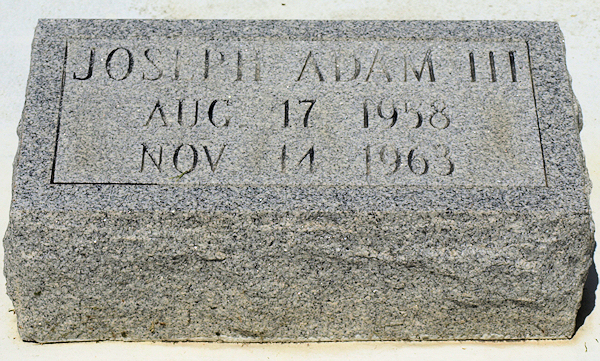 JOSEPH ADAM III
AUG 17 1958
NOV 14 1963